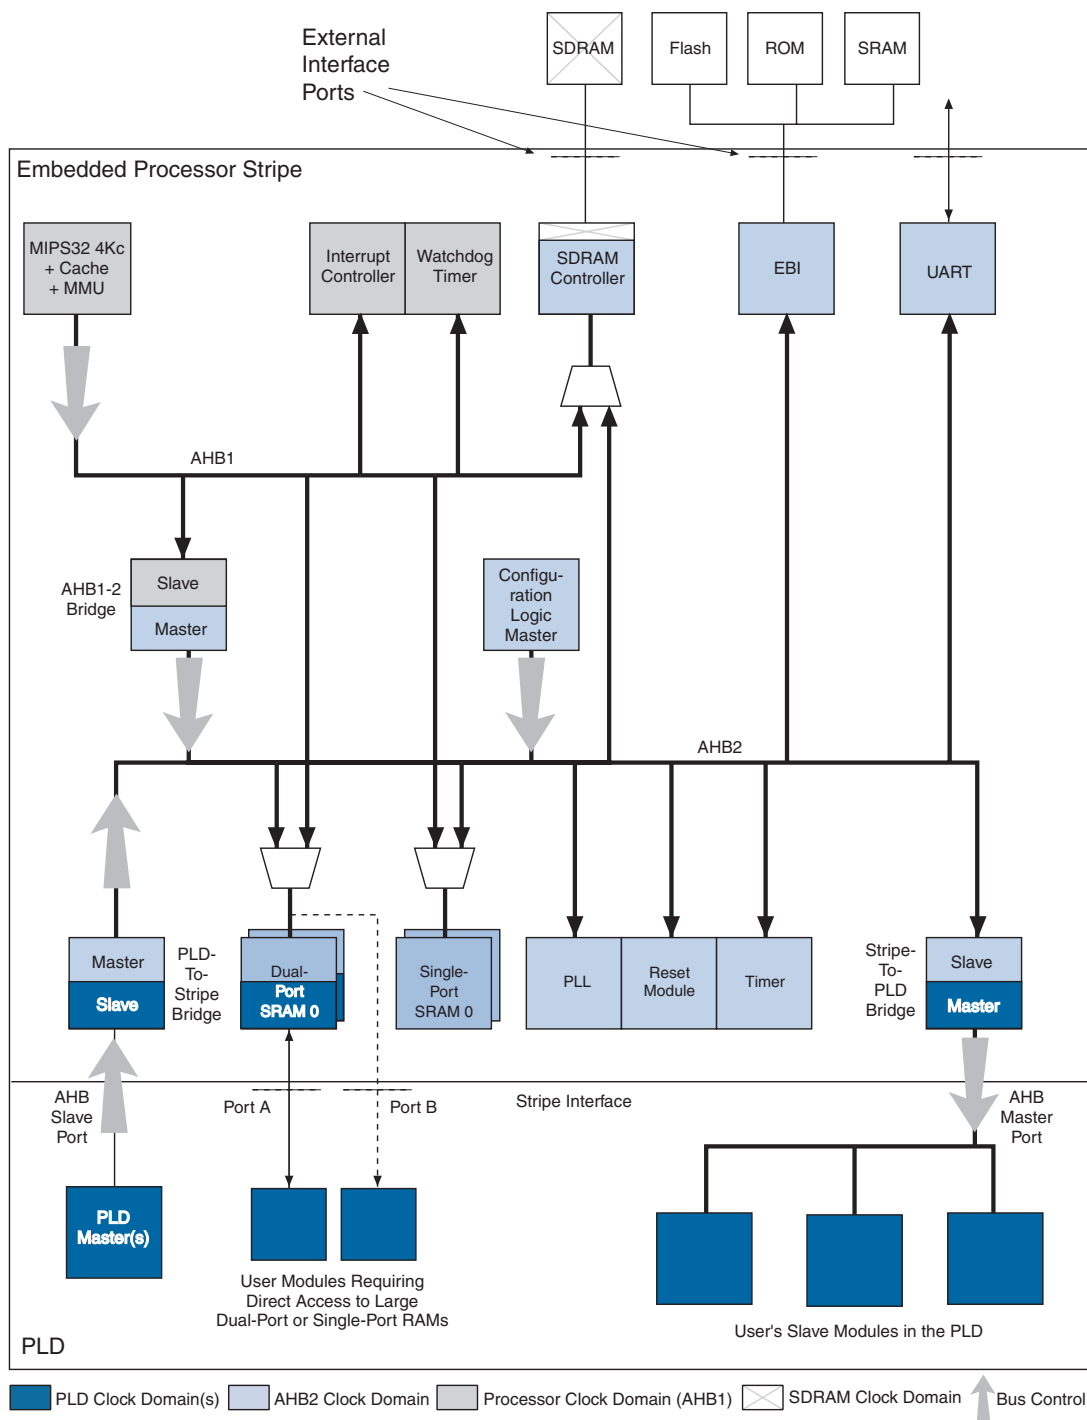 External
Interface
Ports
SDRAM
Flash
ROM
SRAM
Embedded Processor Stripe
MIPS32 4Kc
+ Cache
+ MMU
Interrupt
Controller
Watchdog
Timer
SDRAM
Controller
EBI
UART
AHB1
AHB1-2
Bridge
Slave
Master
Configu-
ration
Logic
Master
AHB2
Master
Slave
PLD-
To-
Stripe
Bridge
Dual-
Port
SRAM 0
Single-
Port
SRAM 0
PLL
Reset
Module
Timer
Stripe-
To-
PLD
Bridge
Slave
Master
AHB
Slave
Port
Port A
Port B
Stripe Interface
AHB
Master
Port
PLD
Master(s)
User Modules Requiring
Direct Access to Large
Dual-Port or Single-Port RAMs
User's Slave Modules in the PLD
PLD
PLD Clock Domain(s)
AHB2 Clock Domain
Processor Clock Domain (AHB1)
SDRAM Clock Domain
Bus Control